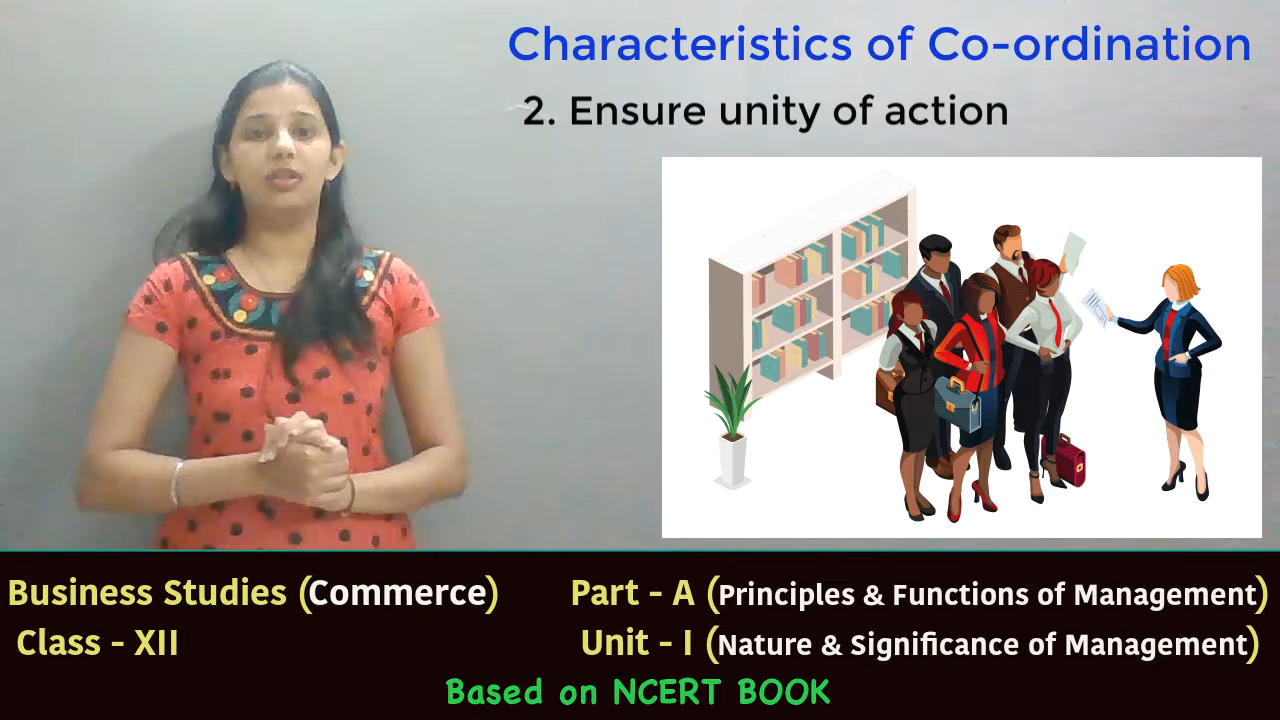 Characteristics of Co-ordination
2. Ensure unity of action
Business Studies (Commerce)
Part - A (Principles & Functions of Management)
Class - XII
Unit - I (Nature & Significance of Management)
Based on NCERT BOOK